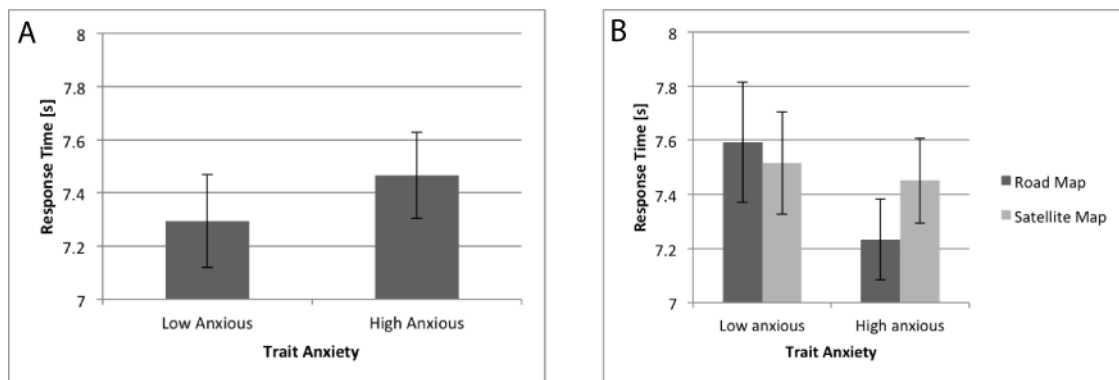 A
Response Time [s]
8
7.8
7.6
7.4
7.2
7
Low Anxious
High Anxious
Trait Anxiety
B
Response Time [s]
8
7.8
7.6
7.4
7.2
7
Low anxious
High anxious
Trait Anxiety
Road Map
Satellite Map